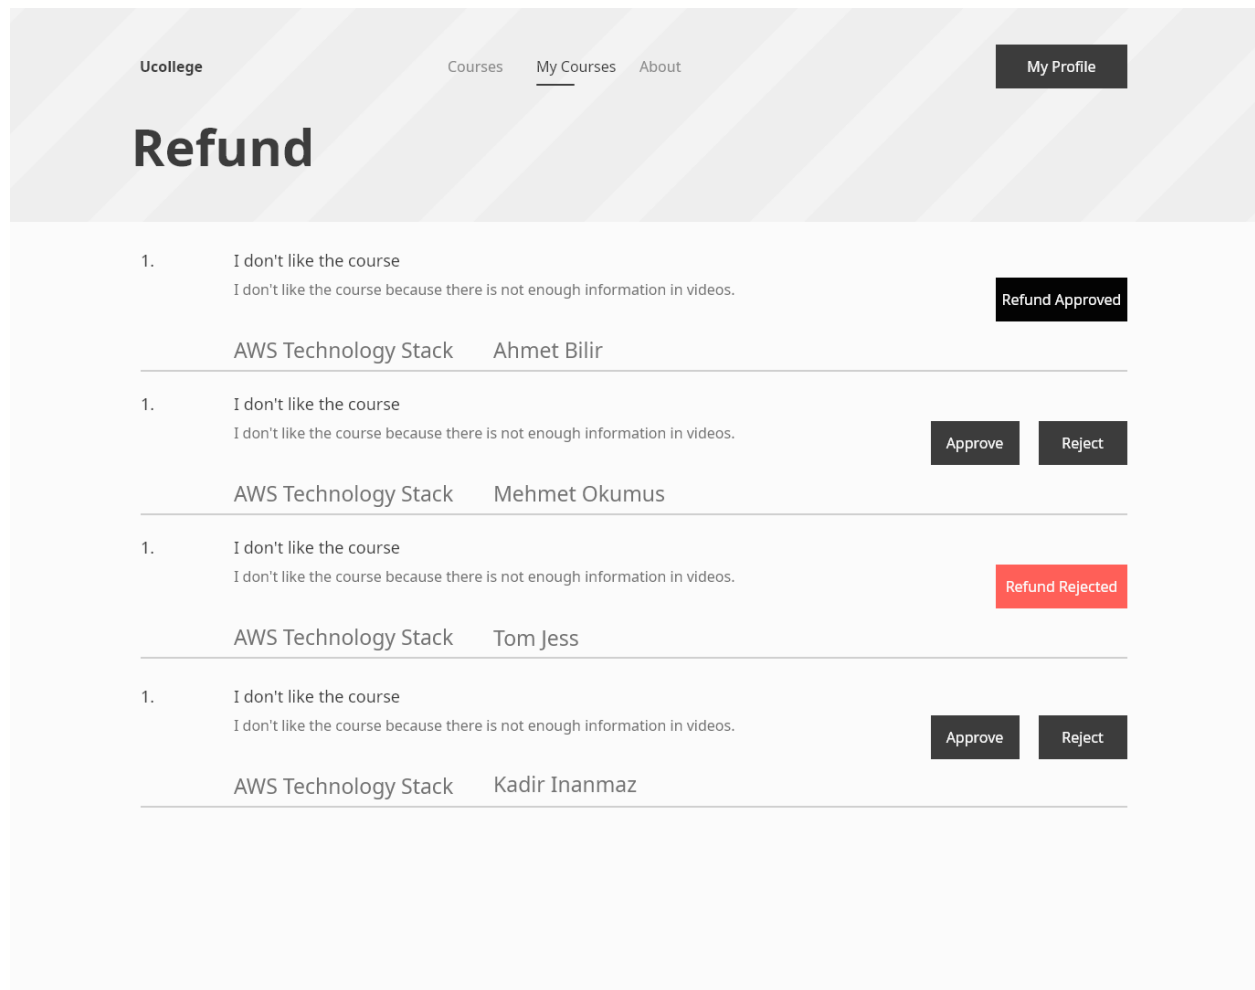 Ucollege Courses My Courses About My Profile
Refund
1. I don't like the course
I don't like the course because there is not enough information in videos.
Refund Approved
AWS Technology Stack Ahmet Bilir
1. I don't like the course
I don't like the course because there is not enough information in videos.
Approve Reject
AWS Technology Stack Mehmet Okumus
1. I don't like the course
I don't like the course because there is not enough information in videos.
Refund Rejected
AWS Technology Stack Tom Jess
1. I don't like the course
I don't like the course because there is not enough information in videos.
Approve Reject
AWS Technology Stack Kadir Inanmaz